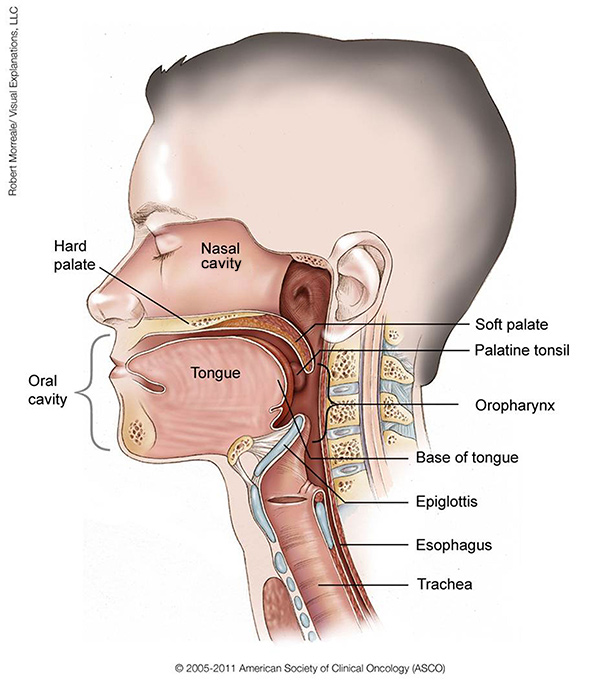 Robert Morreale/ Visual Explanations, LLC
Hard
palate
Nasal
cavity
Soft palate
Palatine tonsil
Tongue
Oral
cavity
Oropharynx
Base of tongue
Epiglottis
Esophagus
Trachea
© 2005-2011 American Society of Clinical Oncology (ASCO)